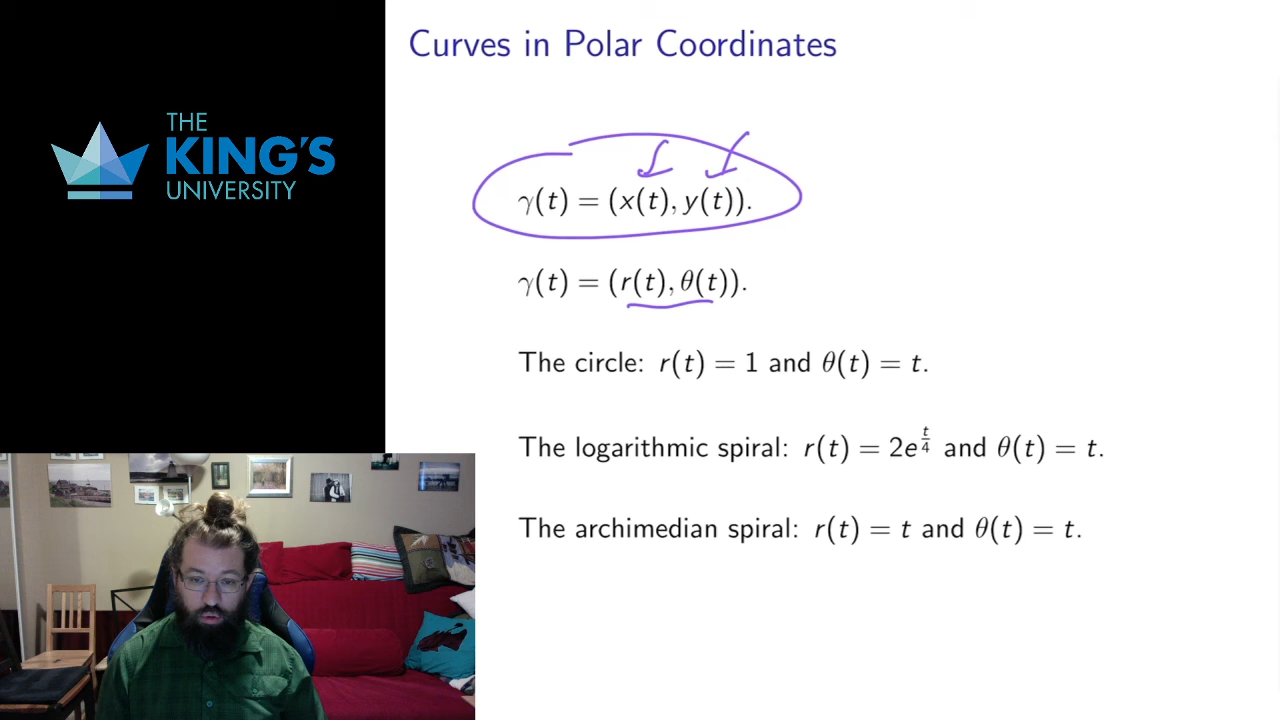 THE
KING'S
UNIVERSITY
Curves in Polar Coordinates
γ(t) = (x(t), y(t)).
γ(t) = (r(t), θ(t)).
The circle: r(t) = 1 and θ(t) = t.
The logarithmic spiral: r(t) = 2e^{t/4} and θ(t) = t.
The archimedian spiral: r(t) = t and θ(t) = t.